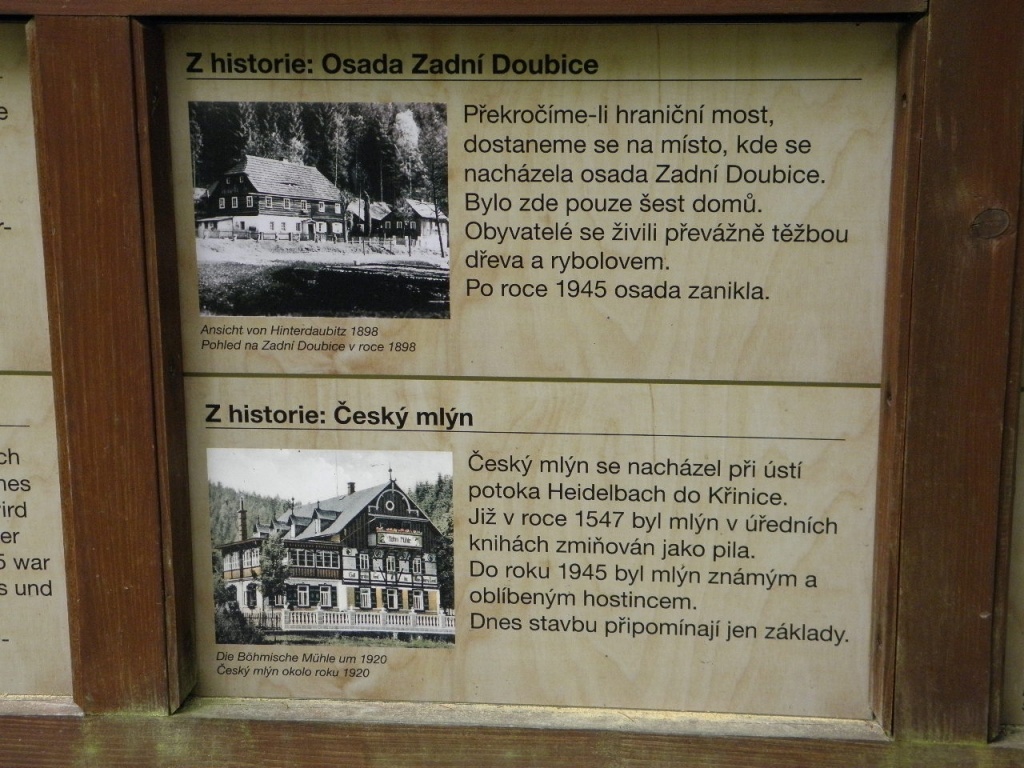 Z historie: Osada Zadní Doubice
Překročíme-li hraniční most,
dostaneme se na místo, kde se
nacházela osada Zadní Doubice.
Bylo zde pouze šest domů.
Obyvatelé se živili převážně těžbou
dřeva a rybolovem.
Po roce 1945 osada zanikla.
Ansicht von Hinterdaubitz 1898
Pohled na Zadní Doubice v roce 1898
Z historie: Český mlýn
Český mlýn se nacházel při ústí
potoka Heidelbach do Křinice.
Již v roce 1547 byl mlýn v úředních
knihách zmiňován jako pila.
Do roku 1945 byl mlýn známým a
oblíbeným hostincem.
Dnes stavbu připomínají jen základy.
Die Böhmische Mühle um 1920
Český mlýn okolo roku 1920
war
und